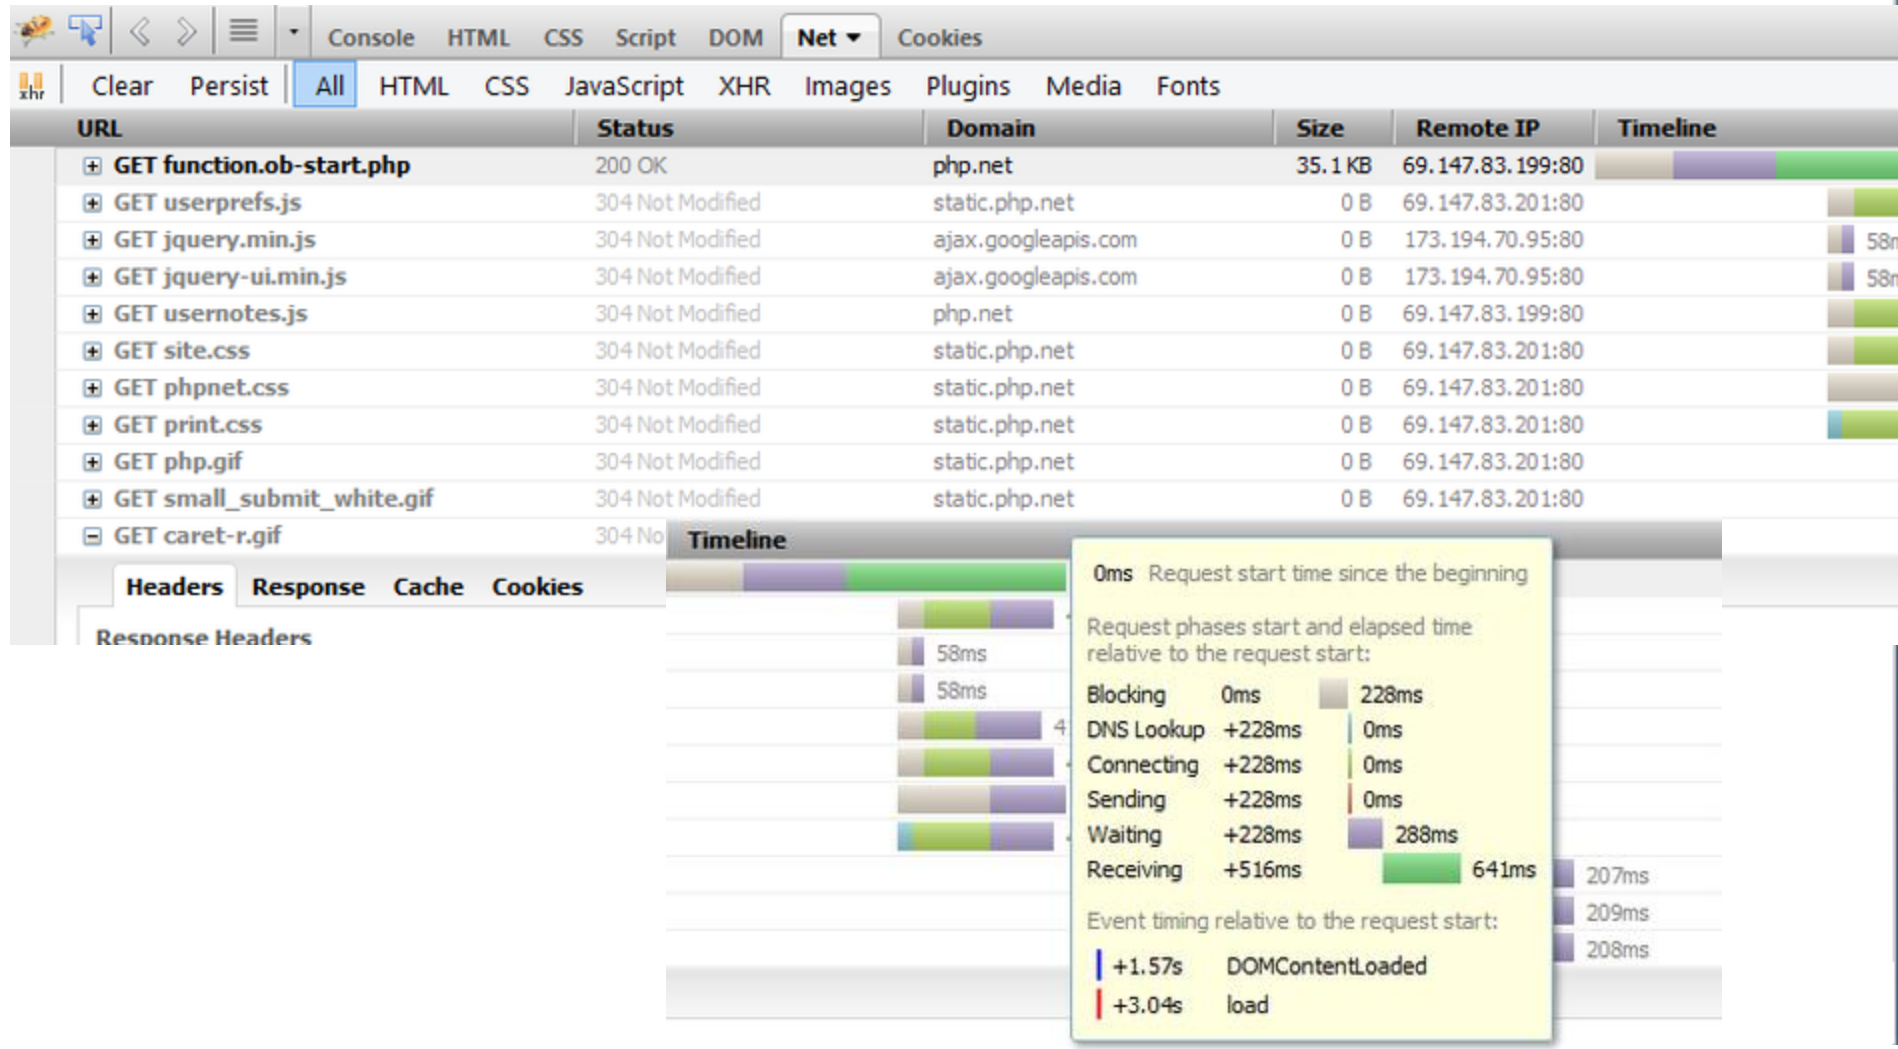 Console HTML CSS Script DOM Net Cookies
xhr Clear Persist All HTML CSS JavaScript XHR Images Plugins Media Fonts
URL Status Domain Size Remote IP Timeline
GET function.ob-start.php 200 OK php.net 35.1 KB 69.147.83.199:80
GET userprefs.js 304 Not Modified static.php.net 0 B 69.147.83.201:80
GET jquery.min.js 304 Not Modified ajax.googleapis.com 0 B 173.194.70.95:80 58m
GET jquery-ui.min.js 304 Not Modified ajax.googleapis.com 0 B 173.194.70.95:80 58m
GET usernotes.js 304 Not Modified php.net 0 B 69.147.83.199:80
GET site.css 304 Not Modified static.php.net 0 B 69.147.83.201:80
GET phpnet.css 304 Not Modified static.php.net 0 B 69.147.83.201:80
GET print.css 304 Not Modified static.php.net 0 B 69.147.83.201:80
GET php.gif 304 Not Modified static.php.net 0 B 69.147.83.201:80
GET small_submit_white.gif 304 Not Modified static.php.net 0 B 69.147.83.201:80
GET caret-r.gif 304 No
Headers Response Cache Cookies
Response Headers
Timeline
58ms
58ms
4
207ms
209ms
208ms
0ms Request start time since the beginning
Request phases start and elapsed time
relative to the request start:
Blocking 0ms 228ms
DNS Lookup +228ms 0ms
Connecting +228ms 0ms
Sending +228ms 0ms
Waiting +228ms 288ms
Receiving +516ms 641ms
Event timing relative to the request start:
+1.57s DOMContentLoaded
+3.04s load